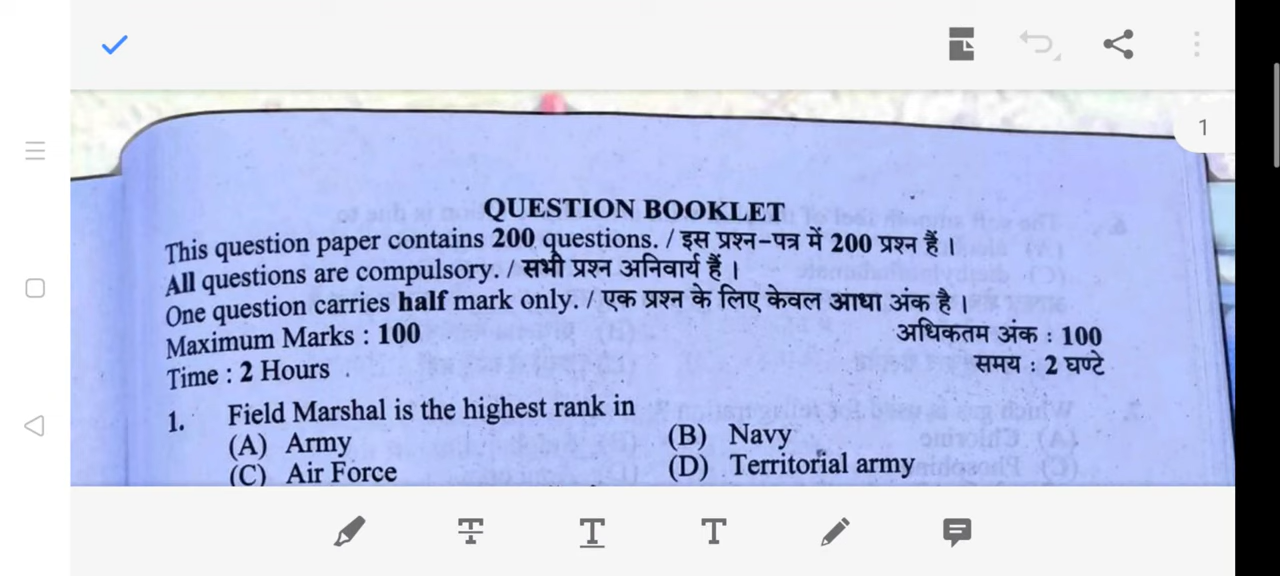 1
QUESTION BOOKLET
This question paper contains 200 questions. / इस प्रश्न-पत्र में 200 प्रश्न हैं ।
All questions are compulsory. / सभी प्रश्न अनिवार्य हैं ।
One question carries half mark only. / एक प्रश्न के लिए केवल आधा अंक है ।
Maximum Marks : 100 अधिकतम अंक : 100
Time : 2 Hours समय : 2 घण्टे
1. Field Marshal is the highest rank in
(A) Army (B) Navy
(C) Air Force (D) Territorial army